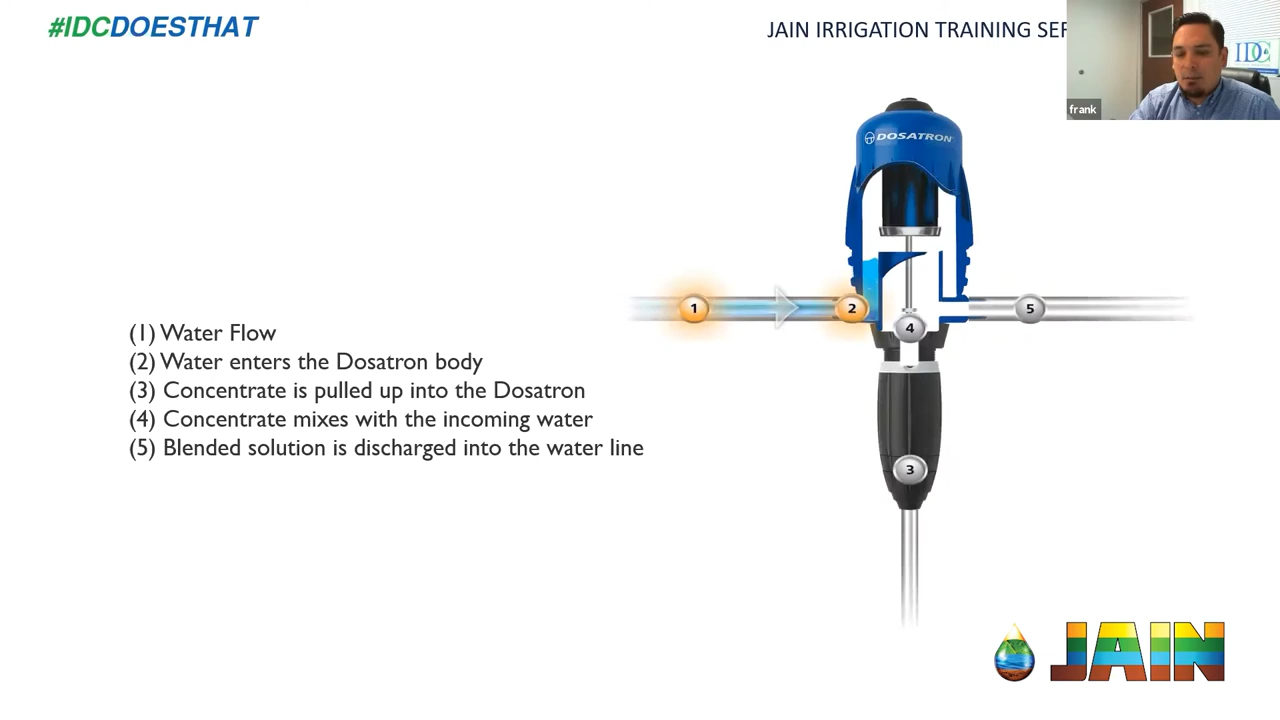 #IDCDOESTHAT
JAIN IRRIGATION TRAINING SER
IDC
frank
DOSATRON
1
2
4
5
3
(1) Water Flow
(2) Water enters the Dosatron body
(3) Concentrate is pulled up into the Dosatron
(4) Concentrate mixes with the incoming water
(5) Blended solution is discharged into the water line
JAIN